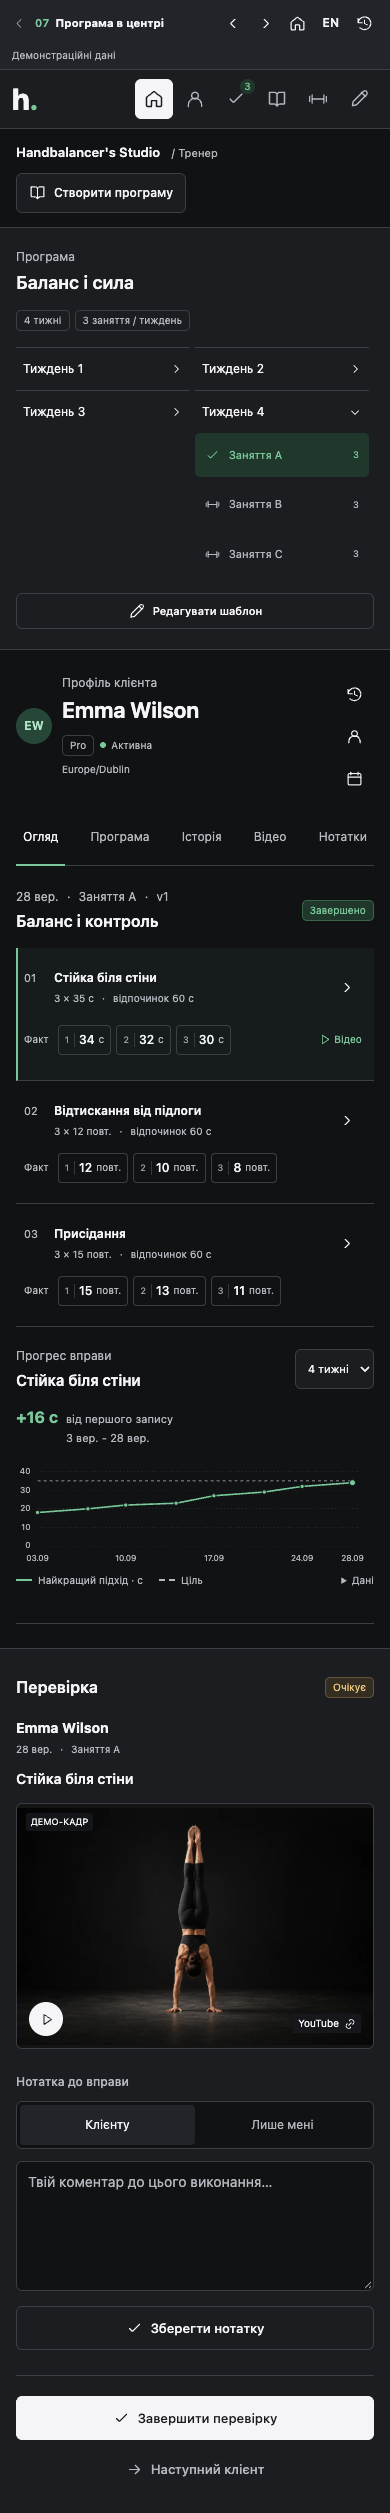 07 Програма в центрі
EN
Демонстраційні дані
h.
3
Handbalancer's Studio / Тренер
Створити програму
Програма
Баланс і сила
4 тижні
3 заняття / тиждень
Тиждень 1
Тиждень 2
Тиждень 3
Тиждень 4
Заняття A 3
Заняття B 3
Заняття C 3
Редагувати шаблон
Профіль клієнта
EW
Emma Wilson
Pro
Активна
Europe/Dublin
Огляд Програма Історія Відео Нотатки
28 вер. · Заняття A · v1
Баланс і контроль
Завершено
01 Стійка біля стіни
3 × 35 с · відпочинок 60 с
Факт 1 34 с 2 32 с 3 30 с
Відео
02 Відтискання від підлоги
3 × 12 повт. · відпочинок 60 с
Факт 1 12 повт. 2 10 повт. 3 8 повт.
03 Присідання
3 × 15 повт. · відпочинок 60 с
Факт 1 15 повт. 2 13 повт. 3 11 повт.
Прогрес вправи
Стійка біля стіни
4 тижні
+16 с від першого запису
3 вер. - 28 вер.
40
30
20
10
0
03.09 10.09 17.09 24.09 28.09
Найкращий підхід · с Ціль
Дані
Перевірка
Очікує
Emma Wilson
28 вер. · Заняття A
Стійка біля стіни
ДЕМО-КАДР
YouTube
Нотатка до вправи
Клієнту
Лише мені
Твій коментар до цього виконання...
Зберегти нотатку
Завершити перевірку
Наступний клієнт